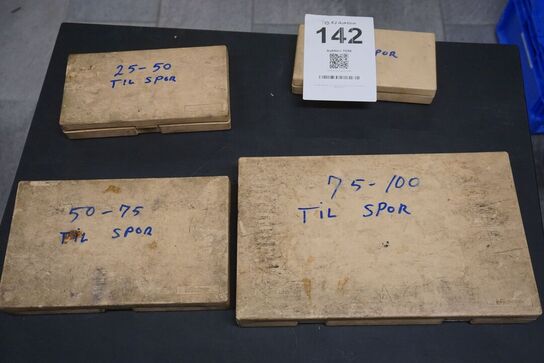 142
SPOR
25-50
TIL SPOR
50-75
TIL SPOR
75-100
TIL SPOR